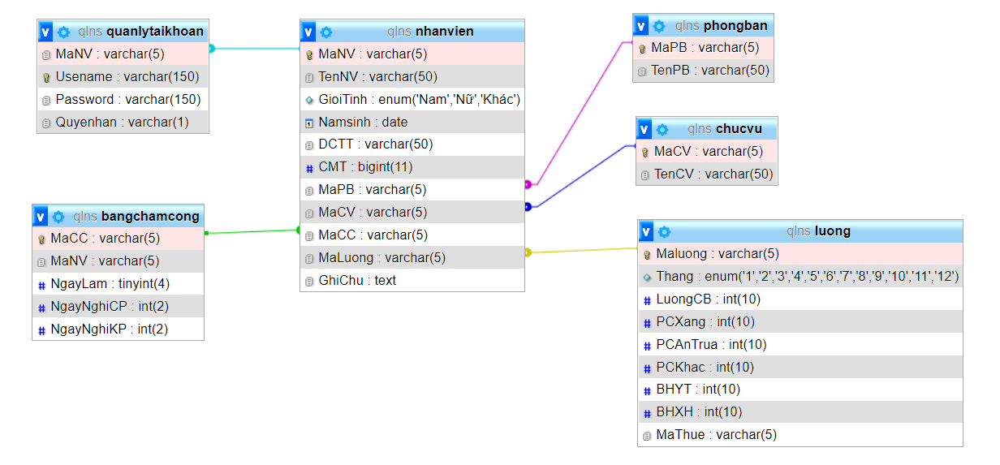 v qlns quanlytaikhoan
MaNV : varchar(5)
Usename : varchar(150)
Password : varchar(150)
Quyenhan : varchar(1)
v qlns nhanvien
MaNV : varchar(5)
TenNV : varchar(50)
GioiTinh : enum('Nam','Nữ','Khác')
Namsinh : date
DCTT : varchar(50)
# CMT : bigint(11)
MaPB : varchar(5)
MaCV : varchar(5)
MaCC : varchar(5)
MaLuong : varchar(5)
GhiChu : text
v qlns phongban
MaPB : varchar(5)
TenPB : varchar(50)
v qlns chucvu
MaCV : varchar(5)
TenCV : varchar(50)
v qlns bangchamcong
MaCC : varchar(5)
MaNV : varchar(5)
# NgayLam : tinyint(4)
# NgayNghiCP : int(2)
# NgayNghiKP : int(2)
v qlns luong
Maluong : varchar(5)
Thang : enum('1','2','3','4','5','6','7','8','9','10','11','12')
# LuongCB : int(10)
# PCXang : int(10)
# PCAnTrua : int(10)
# PCKhac : int(10)
# BHYT : int(10)
# BHXH : int(10)
MaThue : varchar(5)